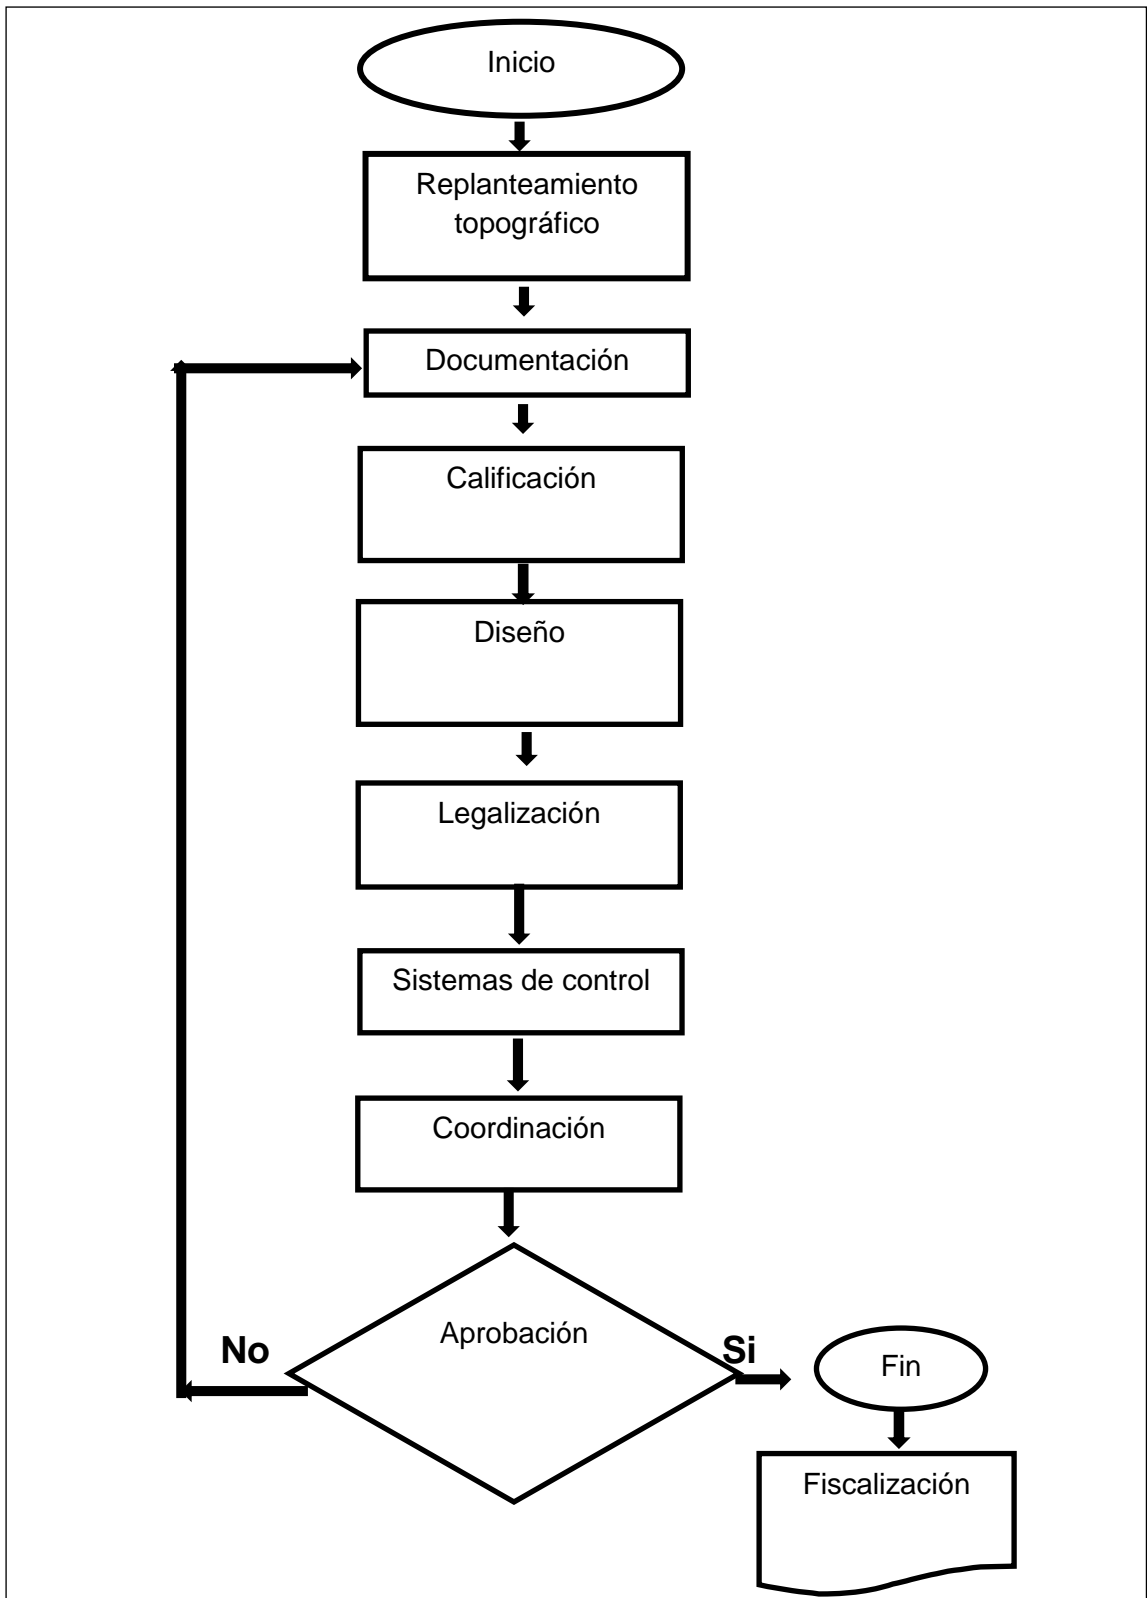 Inicio
Replanteamiento
topográfico
Documentación
Calificación
Diseño
Legalización
Sistemas de control
Coordinación
Aprobación
No
Si
Fin
Fiscalización